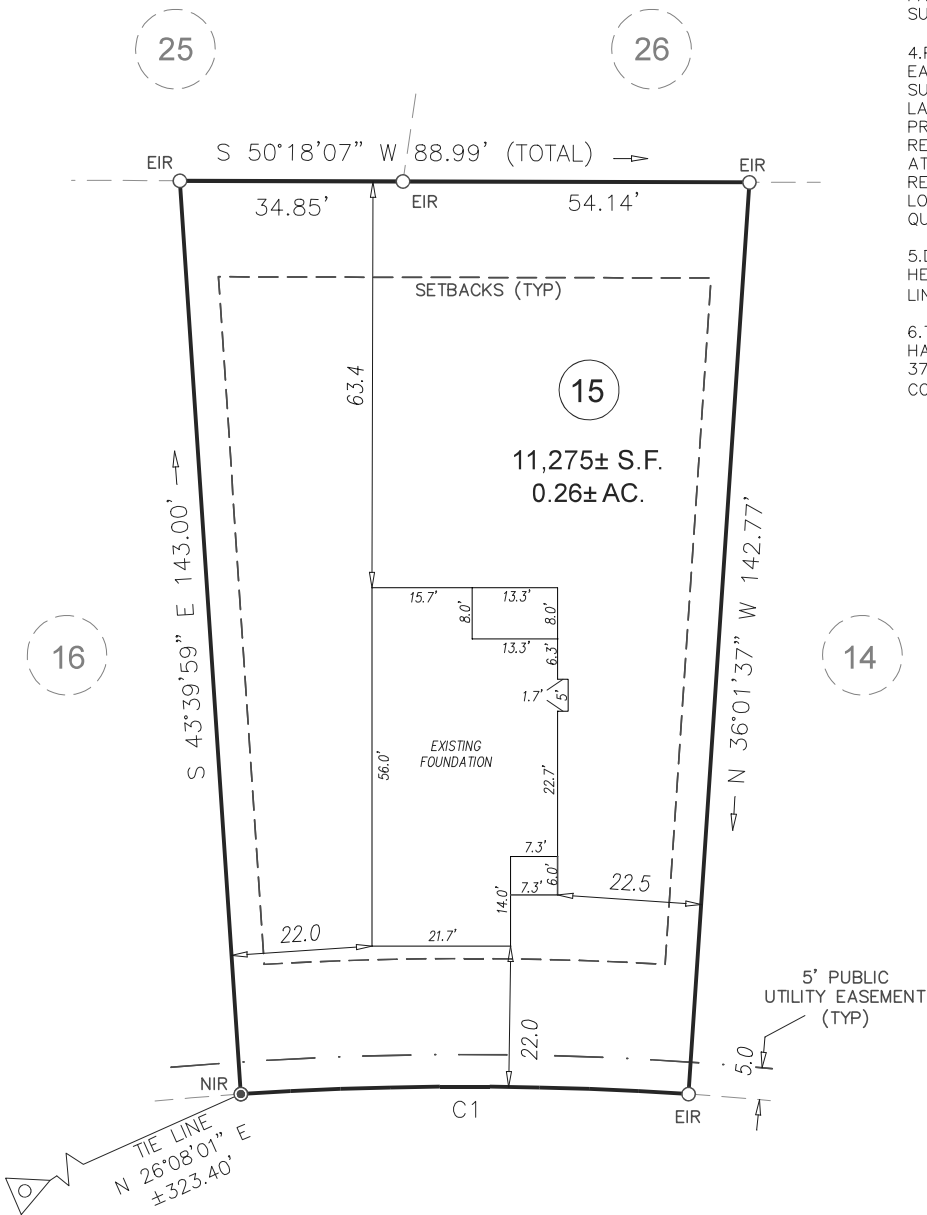 SU
25
26
4.F
EA
SU
LA
PR
RE
AT
RE
LO
QU
S 50°18'07" W 88.99' (TOTAL)
EIR
EIR
EIR
34.85'
54.14'
SETBACKS (TYP)
5.D
HE
LIN
6.T
HA
37
CO
63.4
15
11,275± S.F.
0.26± AC.
S 43°39'59" E 143.00'
N 36°01'37" W 142.77'
15.7'
13.3'
8.0'
8.0'
13.3'
6.3'
16
14
1.7'
5'
EXISTING
FOUNDATION
56.0'
22.7'
7.3'
6.0'
7.3'
14.0'
22.5
22.0
21.7'
5' PUBLIC
UTILITY EASEMENT
(TYP)
22.0
5.0
NIR
C1
EIR
TIE LINE
N 26°08'01" E
±323.40'